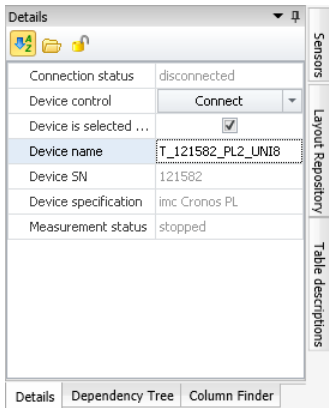 Details
Connection status disconnected
Device control Connect
Device is selected ...
Device name T_121582_PL2_UNI8
Device SN 121582
Device specification imc Cronos PL
Measurement status stopped
Details Dependency Tree Column Finder
Sensors
Layout Repository
Table descriptions